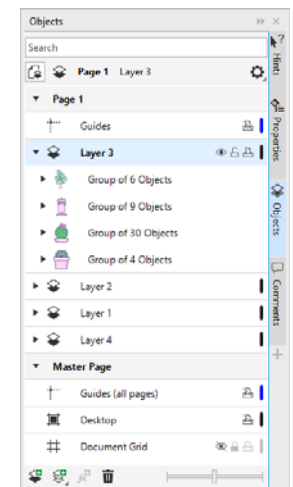 Objects
Search
Page 1 Layer 3
Page 1
Guides
Layer 3
Group of 6 Objects
Group of 9 Objects
Group of 30 Objects
Group of 4 Objects
Layer 2
Layer 1
Layer 4
Master Page
Guides (all pages)
Desktop
Document Grid
Hints
Properties
Objects
Comments